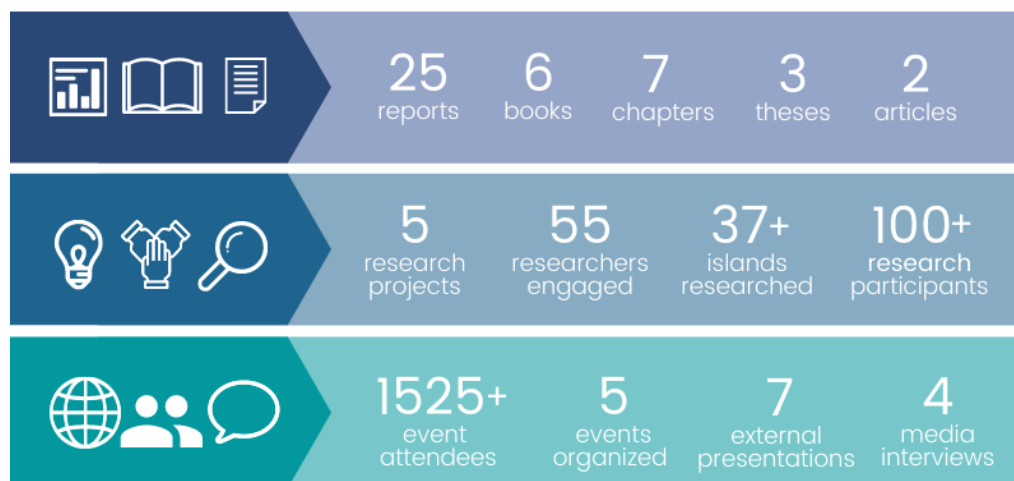 25 6 7 3 2
reports books chapters theses articles
5 55 37+ 100+
research researchers islands research
projects engaged researched participants
1525+ 5 7 4
event events external media
attendees organized presentations interviews